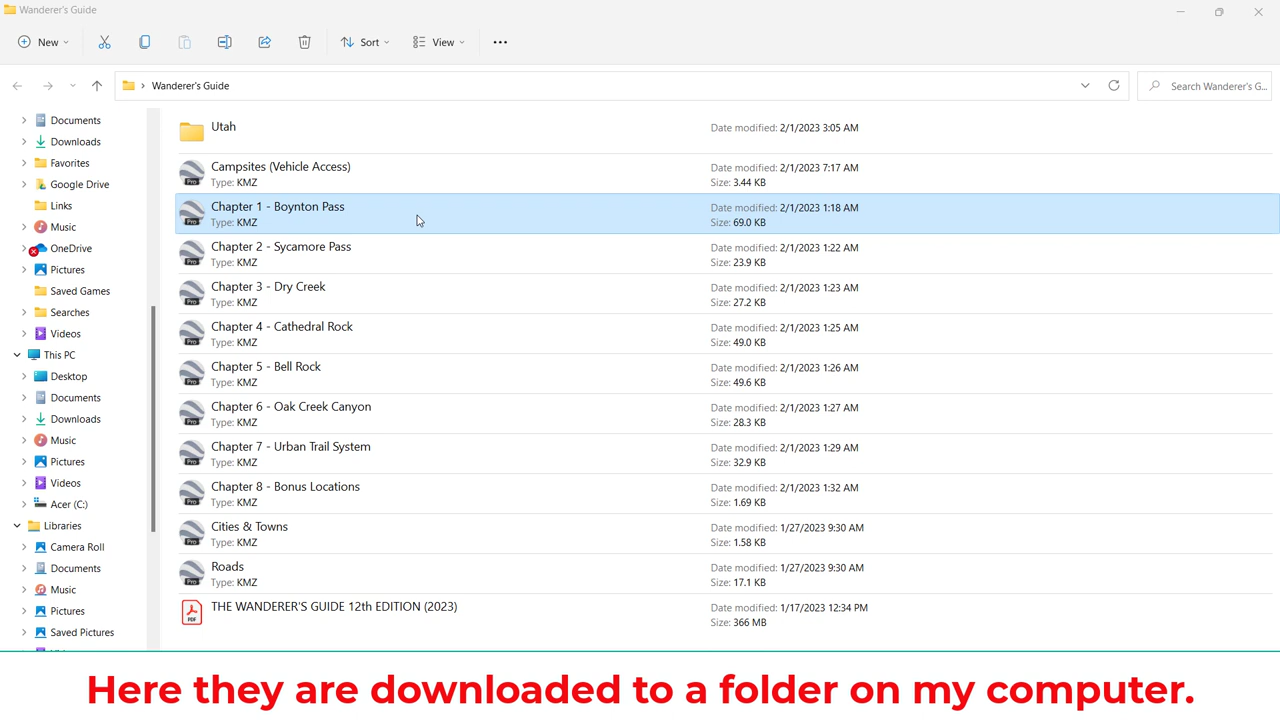 Wanderer's Guide
New
Sort
View
Wanderer's Guide
Search Wanderer's G...
Documents
Downloads
Favorites
Google Drive
Links
Music
OneDrive
Pictures
Saved Games
Searches
Videos
This PC
Desktop
Documents
Downloads
Music
Pictures
Videos
Acer (C:)
Libraries
Camera Roll
Documents
Music
Pictures
Saved Pictures
Utah
Date modified: 2/1/2023 3:05 AM
Campsites (Vehicle Access)
Date modified: 2/1/2023 7:17 AM
Pro
Type: KMZ
Size: 3.44 KB
Chapter 1 - Boynton Pass
Date modified: 2/1/2023 1:18 AM
Pro
Type: KMZ
Size: 69.0 KB
Chapter 2 - Sycamore Pass
Date modified: 2/1/2023 1:22 AM
Pro
Type: KMZ
Size: 23.9 KB
Chapter 3 - Dry Creek
Date modified: 2/1/2023 1:23 AM
Pro
Type: KMZ
Size: 27.2 KB
Chapter 4 - Cathedral Rock
Date modified: 2/1/2023 1:25 AM
Pro
Type: KMZ
Size: 49.0 KB
Chapter 5 - Bell Rock
Date modified: 2/1/2023 1:26 AM
Pro
Type: KMZ
Size: 49.6 KB
Chapter 6 - Oak Creek Canyon
Date modified: 2/1/2023 1:27 AM
Pro
Type: KMZ
Size: 28.3 KB
Chapter 7 - Urban Trail System
Date modified: 2/1/2023 1:29 AM
Pro
Type: KMZ
Size: 32.9 KB
Chapter 8 - Bonus Locations
Date modified: 2/1/2023 1:32 AM
Pro
Type: KMZ
Size: 1.69 KB
Cities & Towns
Date modified: 1/27/2023 9:30 AM
Pro
Type: KMZ
Size: 1.58 KB
Roads
Date modified: 1/27/2023 9:30 AM
Pro
Type: KMZ
Size: 17.1 KB
THE WANDERER'S GUIDE 12th EDITION (2023)
Date modified: 1/17/2023 12:34 PM
PDF
Size: 366 MB
Here they are downloaded to a folder on my computer.